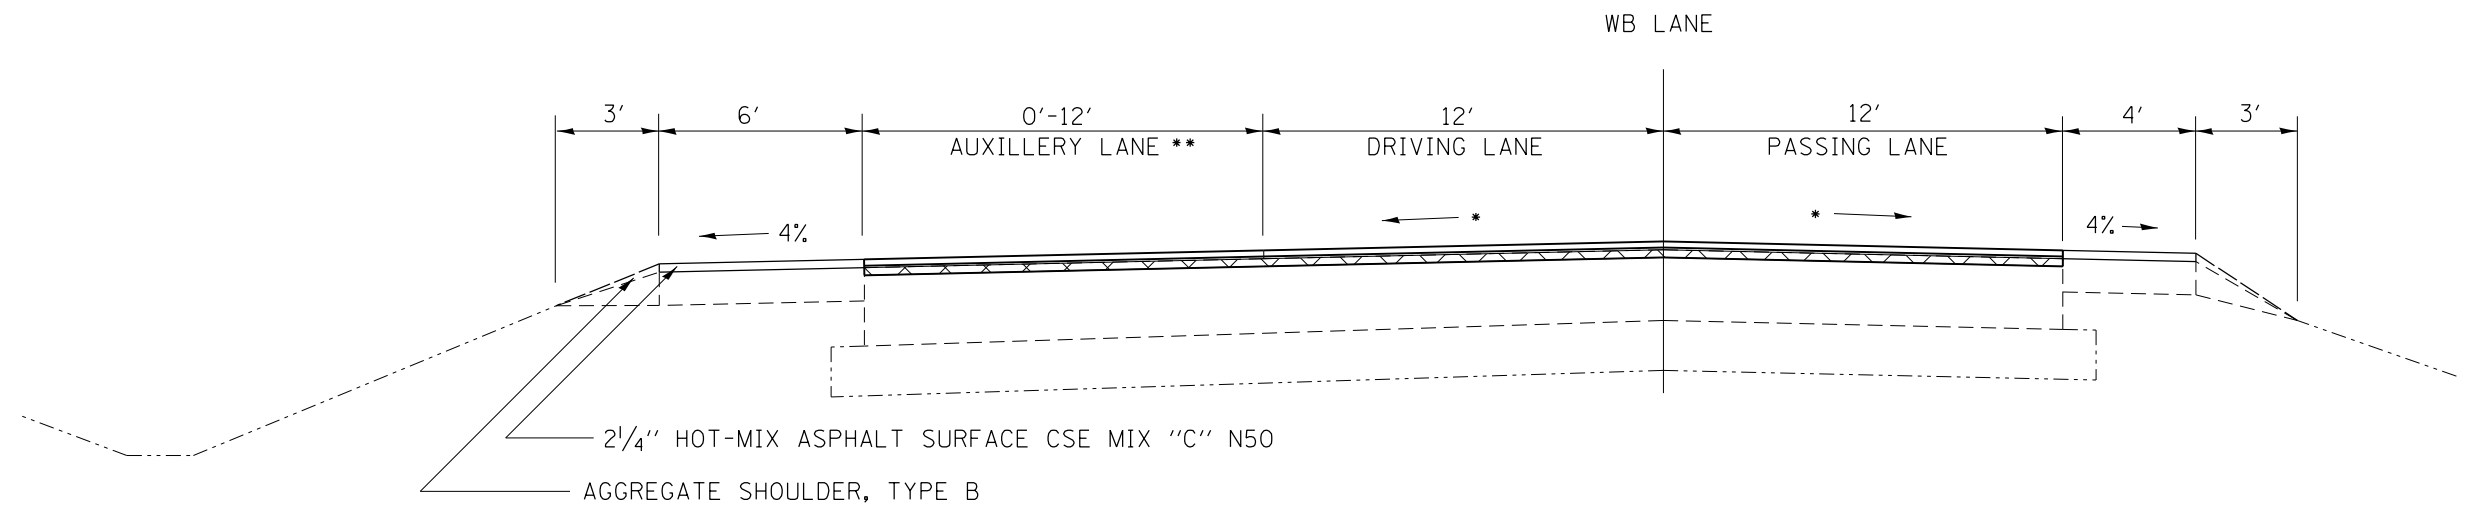 WB LANE
3' 6' 0'-12' 12' 12' 4' 3'
AUXILLERY LANE ** DRIVING LANE PASSING LANE
4% * * 4%
2 1/4" HOT-MIX ASPHALT SURFACE CSE MIX "C" N50
AGGREGATE SHOULDER, TYPE B